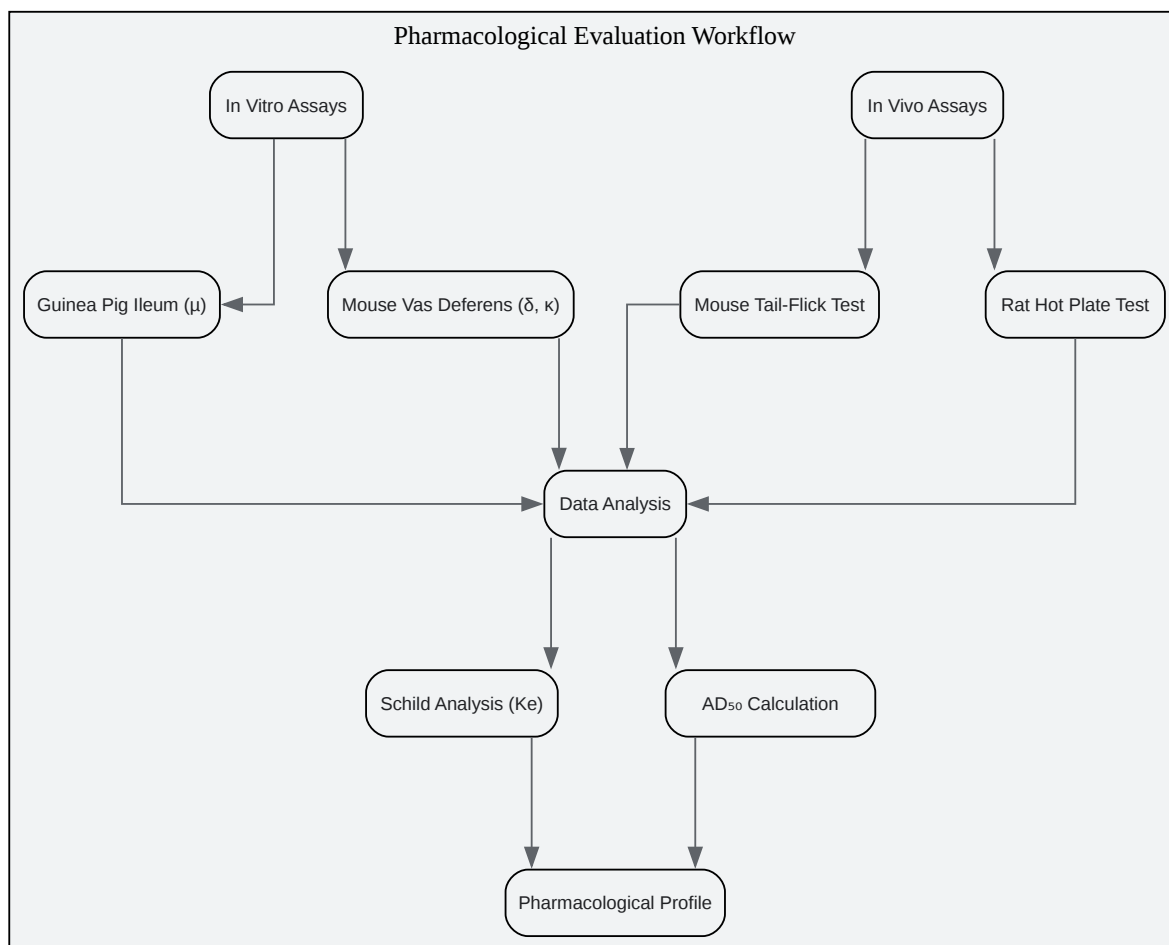 Pharmacological Evaluation Workflow
In Vitro Assays
In Vivo Assays
Guinea Pig Ileum (μ)
Mouse Vas Deferens (δ, κ)
Mouse Tail-Flick Test
Rat Hot Plate Test
Data Analysis
Schild Analysis (Ke)
AD₅₀ Calculation
Pharmacological Profile